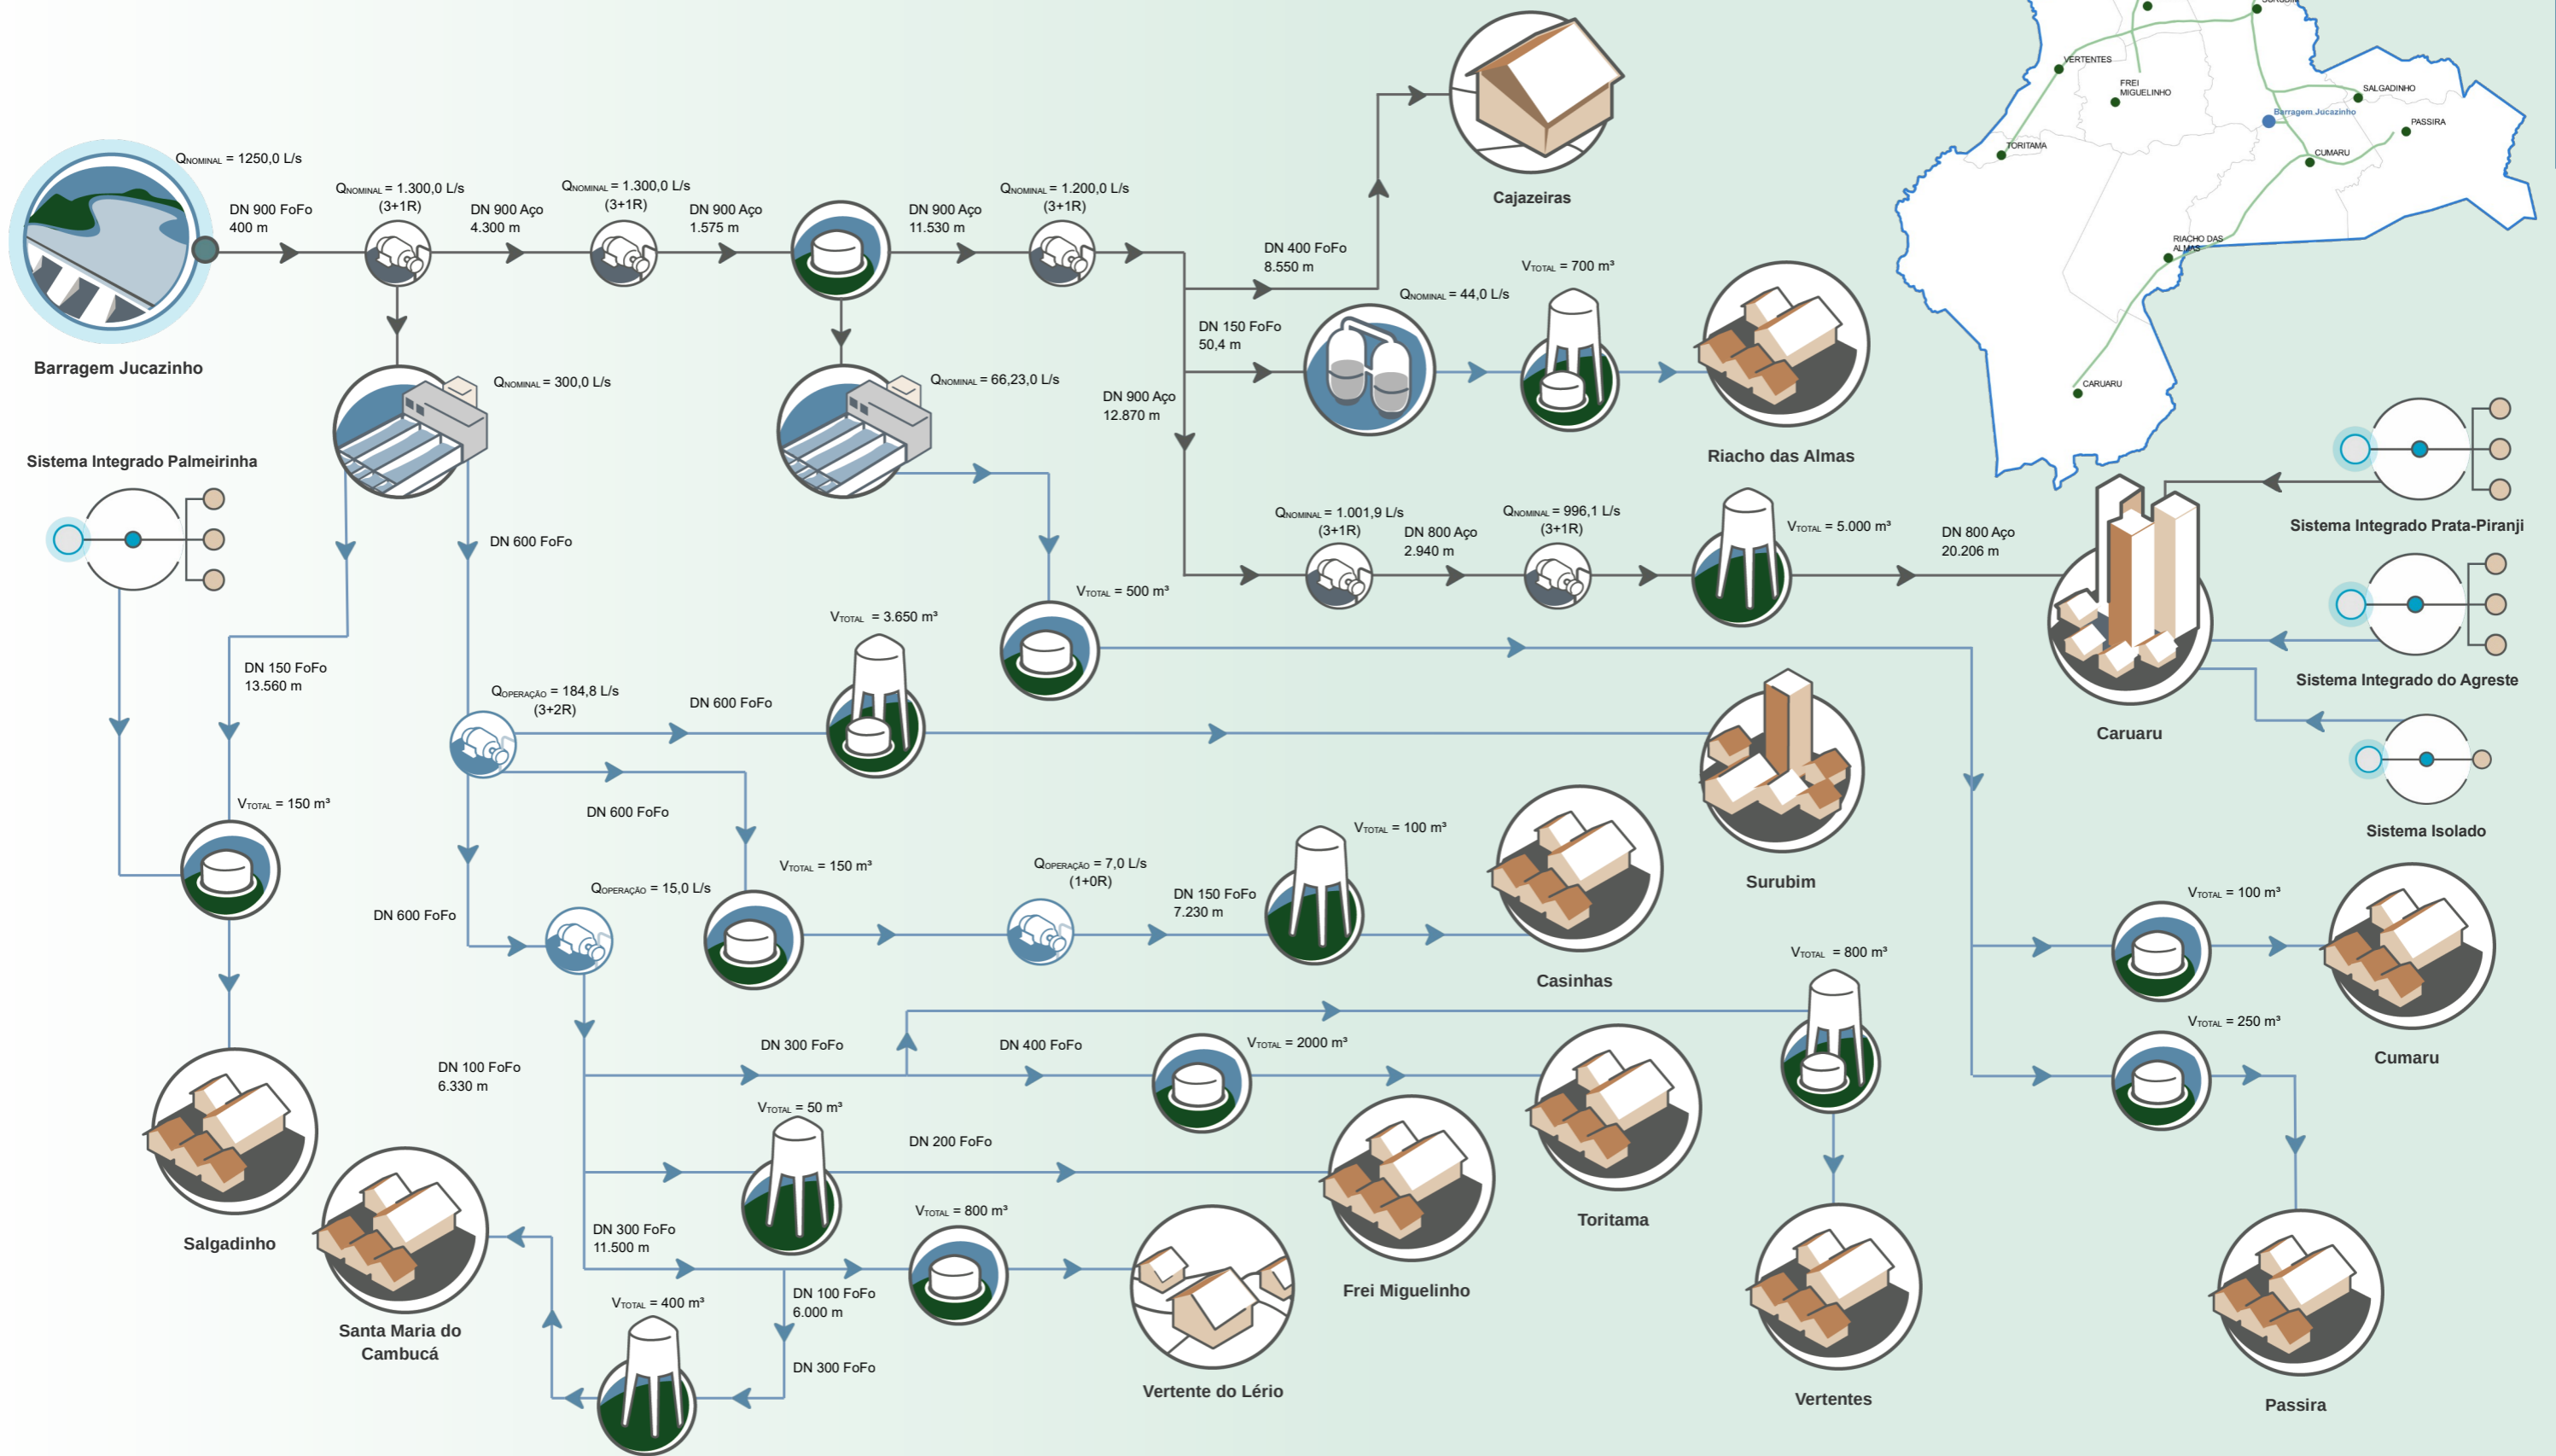 QNOMINAL = 1250,0 L/s
DN 900 FoFo
400 m
QNOMINAL = 1.300,0 L/s
(3+1R)
DN 900 Aço
4.300 m
QNOMINAL = 1.300,0 L/s
(3+1R)
DN 900 Aço
1.575 m
DN 900 Aço
11.530 m
QNOMINAL = 1.200,0 L/s
(3+1R)
Cajazeiras
DN 400 FoFo
8.550 m
VTOTAL = 700 m³
QNOMINAL = 44,0 L/s
DN 150 FoFo
50,4 m
DN 900 Aço
12.870 m
Riacho das Almas
VERTENTES
FREI
MIGUELINHO
SALGADINHO
Barragem Jucazinho
PASSIRA
TORITAMA
CUMARU
RIACHO DAS
ALMAS
CARUARU
Barragem Jucazinho
QNOMINAL = 300,0 L/s
QNOMINAL = 66,23,0 L/s
Sistema Integrado Palmeirinha
DN 600 FoFo
QNOMINAL = 1.001,9 L/s
(3+1R)
DN 800 Aço
2.940 m
QNOMINAL = 996,1 L/s
(3+1R)
VTOTAL = 5.000 m³
DN 800 Aço
20.206 m
Sistema Integrado Prata-Piranji
Sistema Integrado do Agreste
Caruaru
Sistema Isolado
VTOTAL = 500 m³
VTOTAL = 3.650 m³
DN 150 FoFo
13.560 m
QOPERAÇÃO = 184,8 L/s
(3+2R)
DN 600 FoFo
DN 600 FoFo
VTOTAL = 150 m³
Surubim
VTOTAL = 150 m³
QOPERAÇÃO = 7,0 L/s
(1+0R)
VTOTAL = 100 m³
DN 150 FoFo
7.230 m
QOPERAÇÃO = 15,0 L/s
DN 600 FoFo
Casinhas
VTOTAL = 100 m³
Cumaru
VTOTAL = 800 m³
VTOTAL = 250 m³
DN 300 FoFo
DN 400 FoFo
VTOTAL = 2000 m³
DN 100 FoFo
6.330 m
VTOTAL = 50 m³
DN 200 FoFo
Toritama
Salgadinho
DN 300 FoFo
11.500 m
VTOTAL = 800 m³
Frei Miguelinho
DN 100 FoFo
6.000 m
VTOTAL = 400 m³
Santa Maria do
Cambucá
DN 300 FoFo
Vertente do Lério
Vertentes
Passira